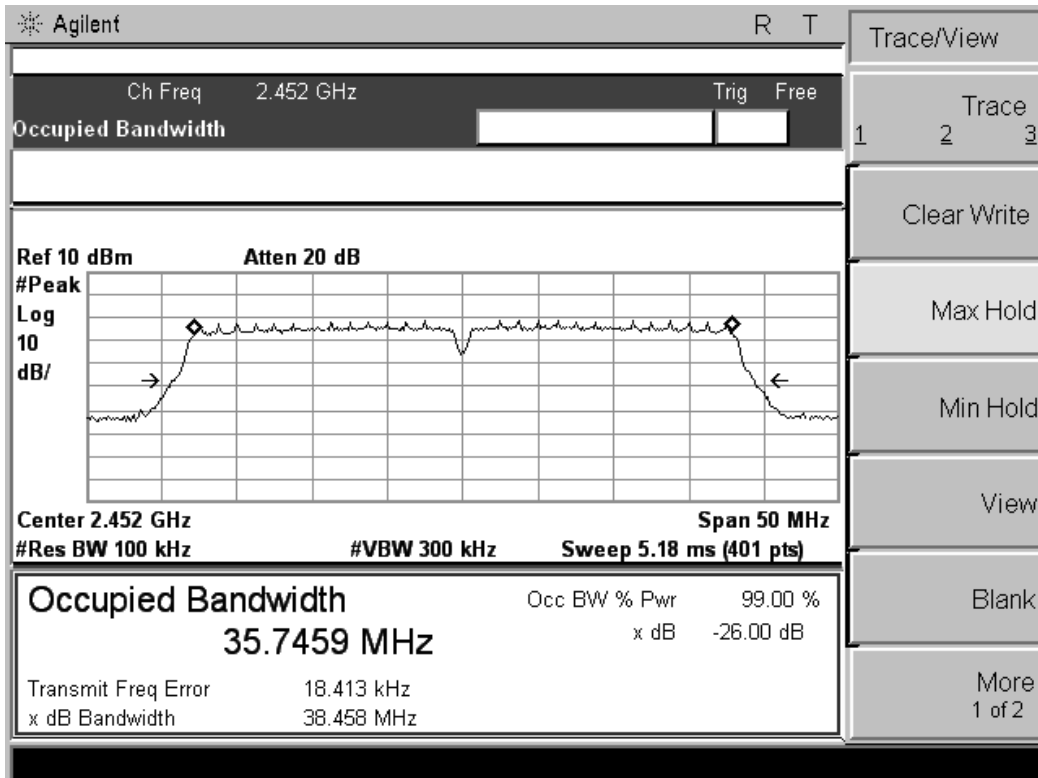 Agilent R T
Ch Freq 2.452 GHz Trig Free
Occupied Bandwidth
Ref 10 dBm Atten 20 dB
#Peak
Log
10
dB/
Center 2.452 GHz Span 50 MHz
#Res BW 100 kHz #VBW 300 kHz Sweep 5.18 ms (401 pts)
Occupied Bandwidth
35.7459 MHz
Occ BW % Pwr 99.00 %
x dB -26.00 dB
Transmit Freq Error 18.413 kHz
x dB Bandwidth 38.458 MHz
Trace/View
Trace
1 2 3
Clear Write
Max Hold
Min Hold
View
Blank
More
1 of 2